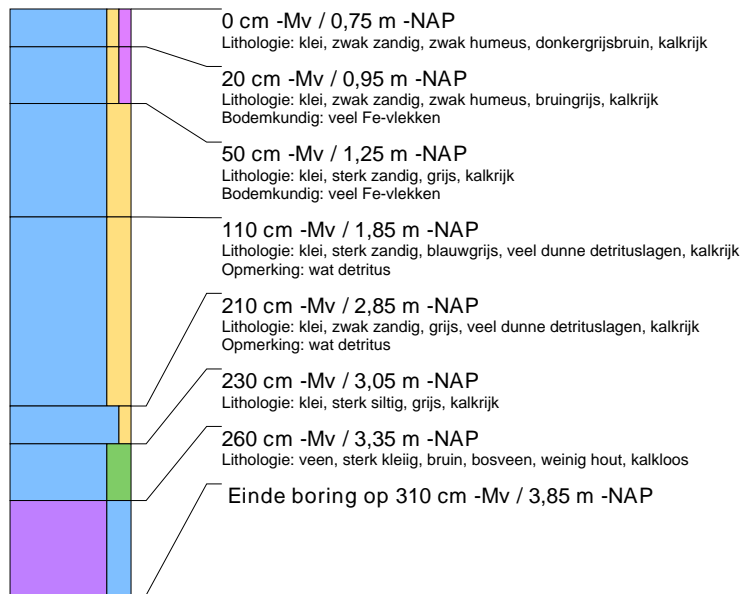 0 cm -Mv / 0,75 m -NAP
Lithologie: klei, zwak zandig, zwak humeus, donkergrijsbruin, kalkrijk
20 cm -Mv / 0,95 m -NAP
Lithologie: klei, zwak zandig, zwak humeus, bruingrijs, kalkrijk
Bodemkundig: veel Fe-vlekken
50 cm -Mv / 1,25 m -NAP
Lithologie: klei, sterk zandig, grijs, kalkrijk
Bodemkundig: veel Fe-vlekken
110 cm -Mv / 1,85 m -NAP
Lithologie: klei, sterk zandig, blauwgrijs, veel dunne detrituslagen, kalkrijk
Opmerking: wat detritus
210 cm -Mv / 2,85 m -NAP
Lithologie: klei, zwak zandig, grijs, veel dunne detrituslagen, kalkrijk
Opmerking: wat detritus
230 cm -Mv / 3,05 m -NAP
Lithologie: klei, sterk siltig, grijs, kalkrijk
260 cm -Mv / 3,35 m -NAP
Lithologie: veen, sterk kleiig, bruin, bosveen, weinig hout, kalkloos
Einde boring op 310 cm -Mv / 3,85 m -NAP